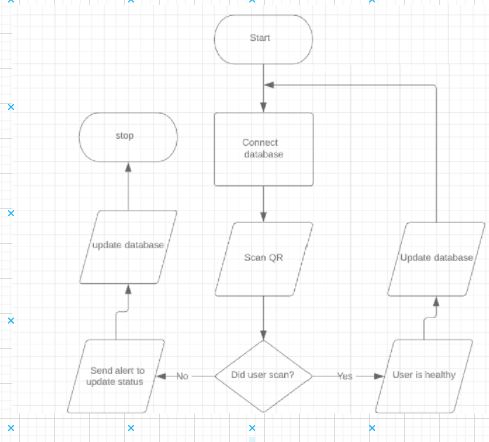 Start
stop
Connect
database
update database
Scan QR
Update database
Send alert to
update status
No
Did user scan?
Yes
User is healthy